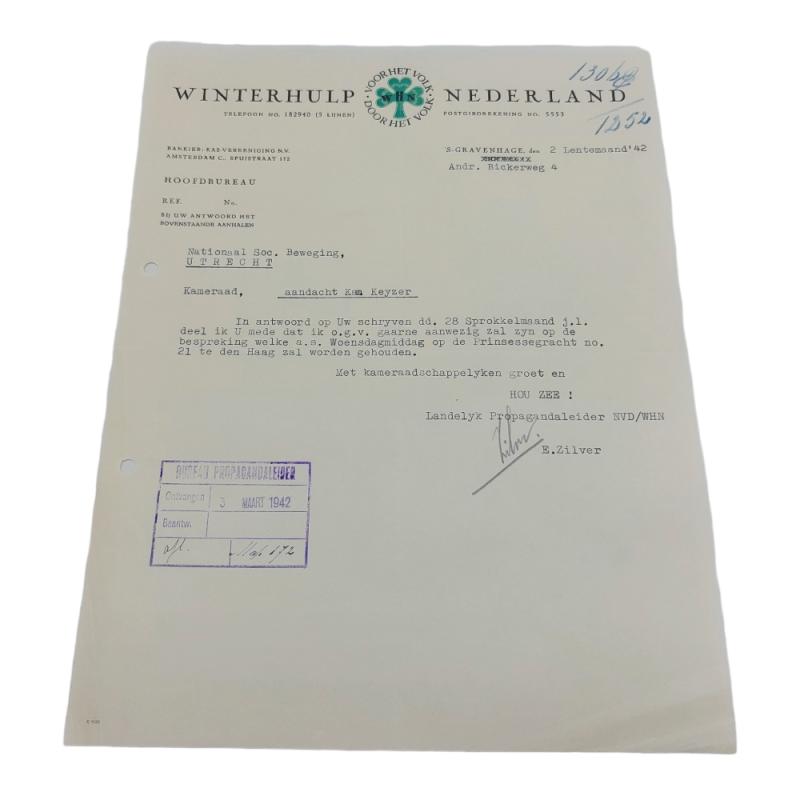 WINTERHULP
VOOR HET VOLK
WHN
DOOR HET VOLK
NEDERLAND
1252
TELEFOON NO. 182940 (5 LIJNEN)
POSTGIROREKENING NO. 5553
BANKIER: KAS-VEREENIGING N.V.
AMSTERDAM C., SPUISTRAAT 172
'S-GRAVENHAGE, den 2 Lentemaand '42
Andr. Bickerweg 4
HOOFDBUREAU
REF. No.
BIJ UW ANTWOORD HET
BOVENSTAANDE AANHALEN
Nationaal Soc. Beweging,
UTRECHT
Kameraad, aandacht Kam Keyzer
In antwoord op Uw schryven dd. 28 Sprokkelmaand j.l.
deel ik U mede dat ik o.g.v. gaarne aanwezig zal zyn op de
bespreking welke a.s. Woensdagmiddag op de Prinsessegracht no.
21 te den Haag zal worden gehouden.
Met kameraadschappelyken groet en
HOU ZEE !
Landelyk Propagandaleider NVD/WHN
Zilver.
E.Zilver
BUREAU PROPAGANDALEIDER
Ontvangen 3 MAART 1942
Beantw.
Map 172